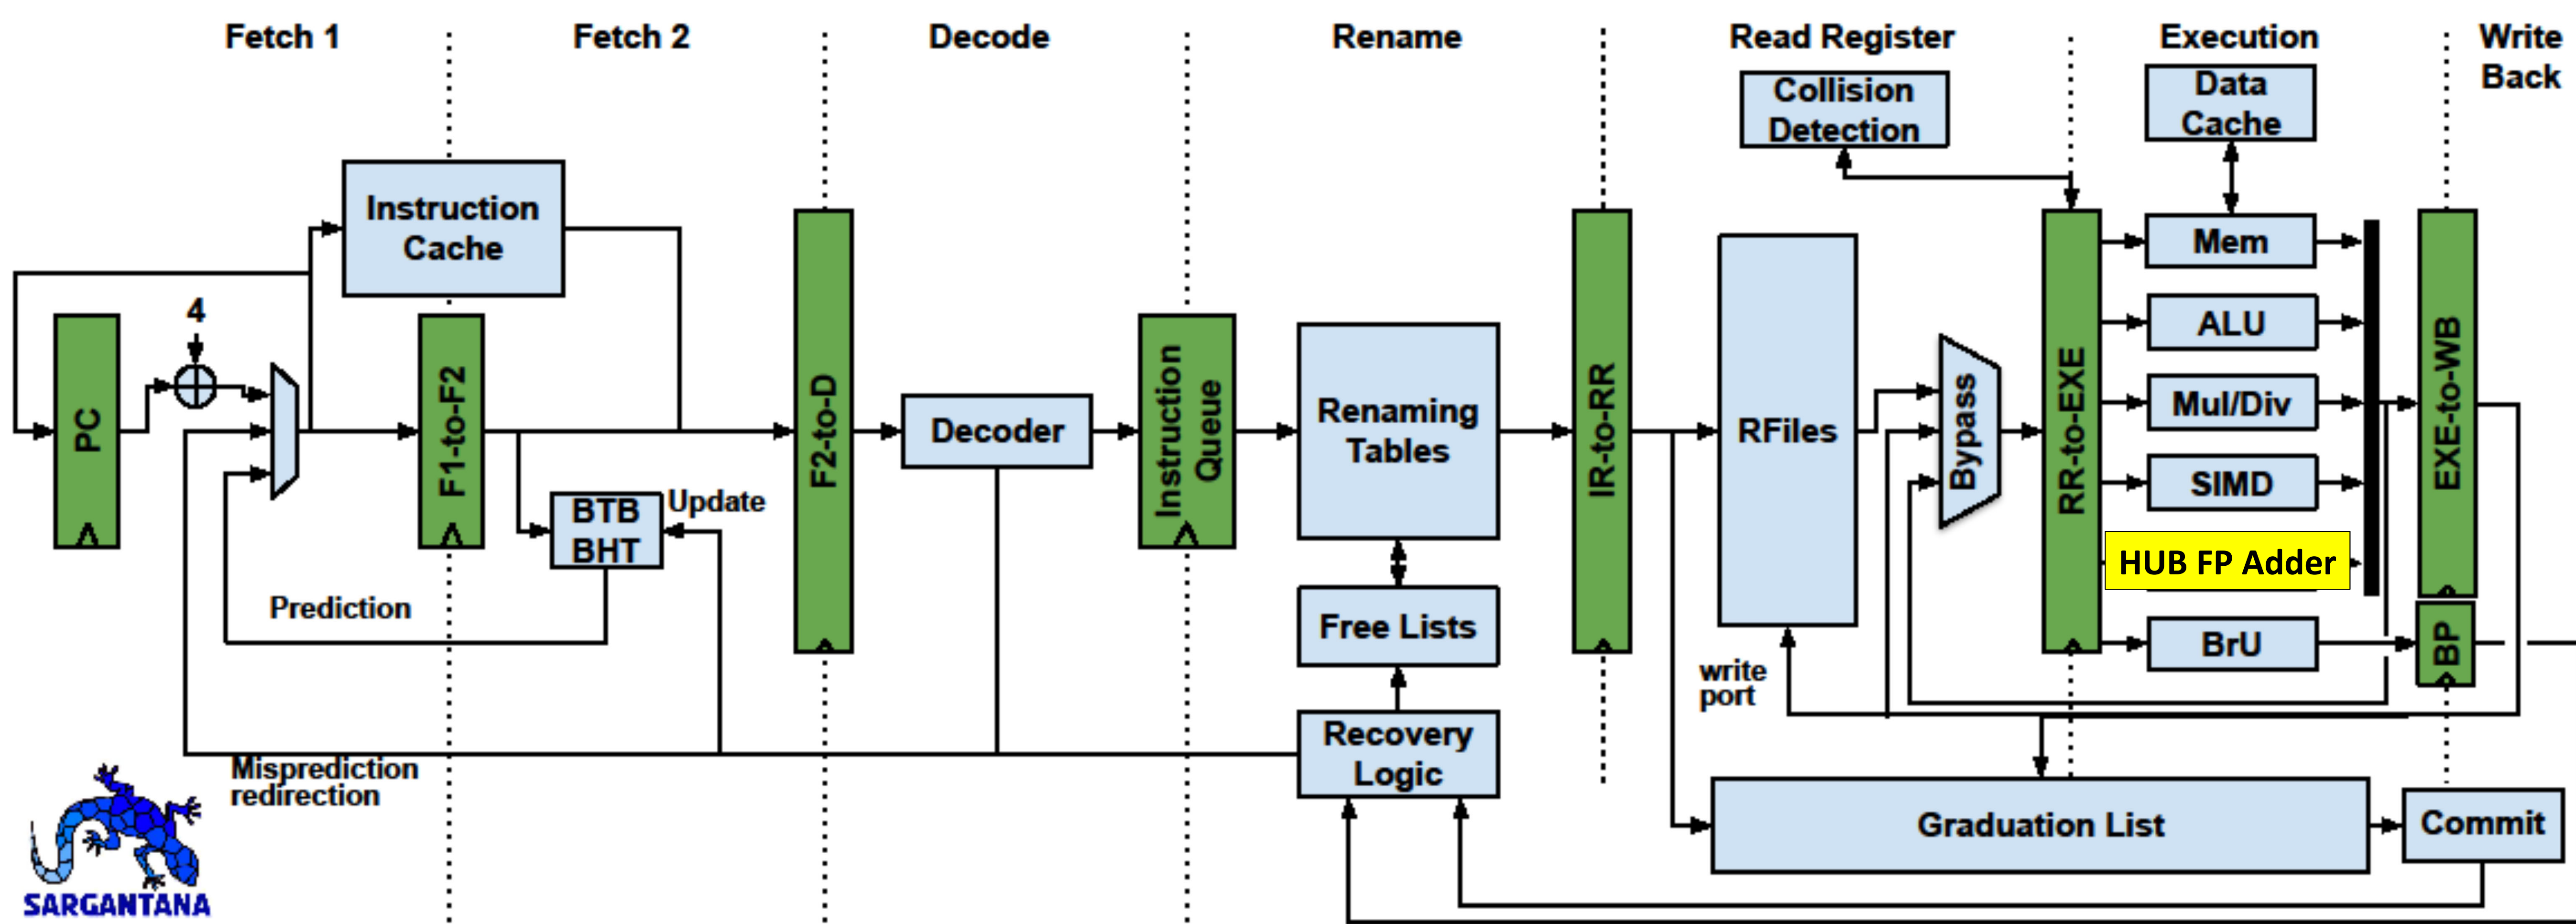 Fetch 1
Fetch 2
Decode
Rename
Read Register
Execution
Write
Back
Collision
Detection
Data
Cache
Instruction
Cache
4
PC
F1-to-F2
BTB
BHT
Update
Prediction
Misprediction
redirection
F2-to-D
Decoder
Instruction
Queue
Renaming
Tables
Free Lists
Recovery
Logic
IR-to-RR
RFiles
write
port
Bypass
RR-to-EXE
Mem
ALU
Mul/Div
SIMD
HUB FP Adder
BrU
EXE-to-WB
BP
Graduation List
Commit
SARGANTANA